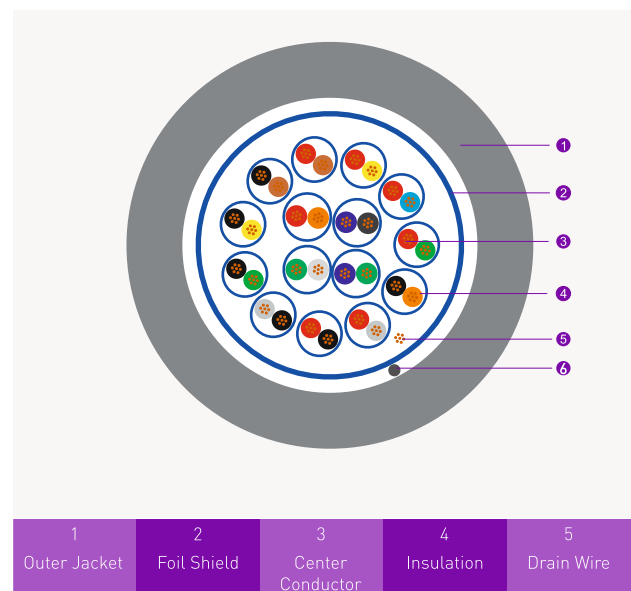 1
2
3
4
5
6
1
2
3
4
5
Outer Jacket
Foil Shield
Center
Conductor
Insulation
Drain Wire